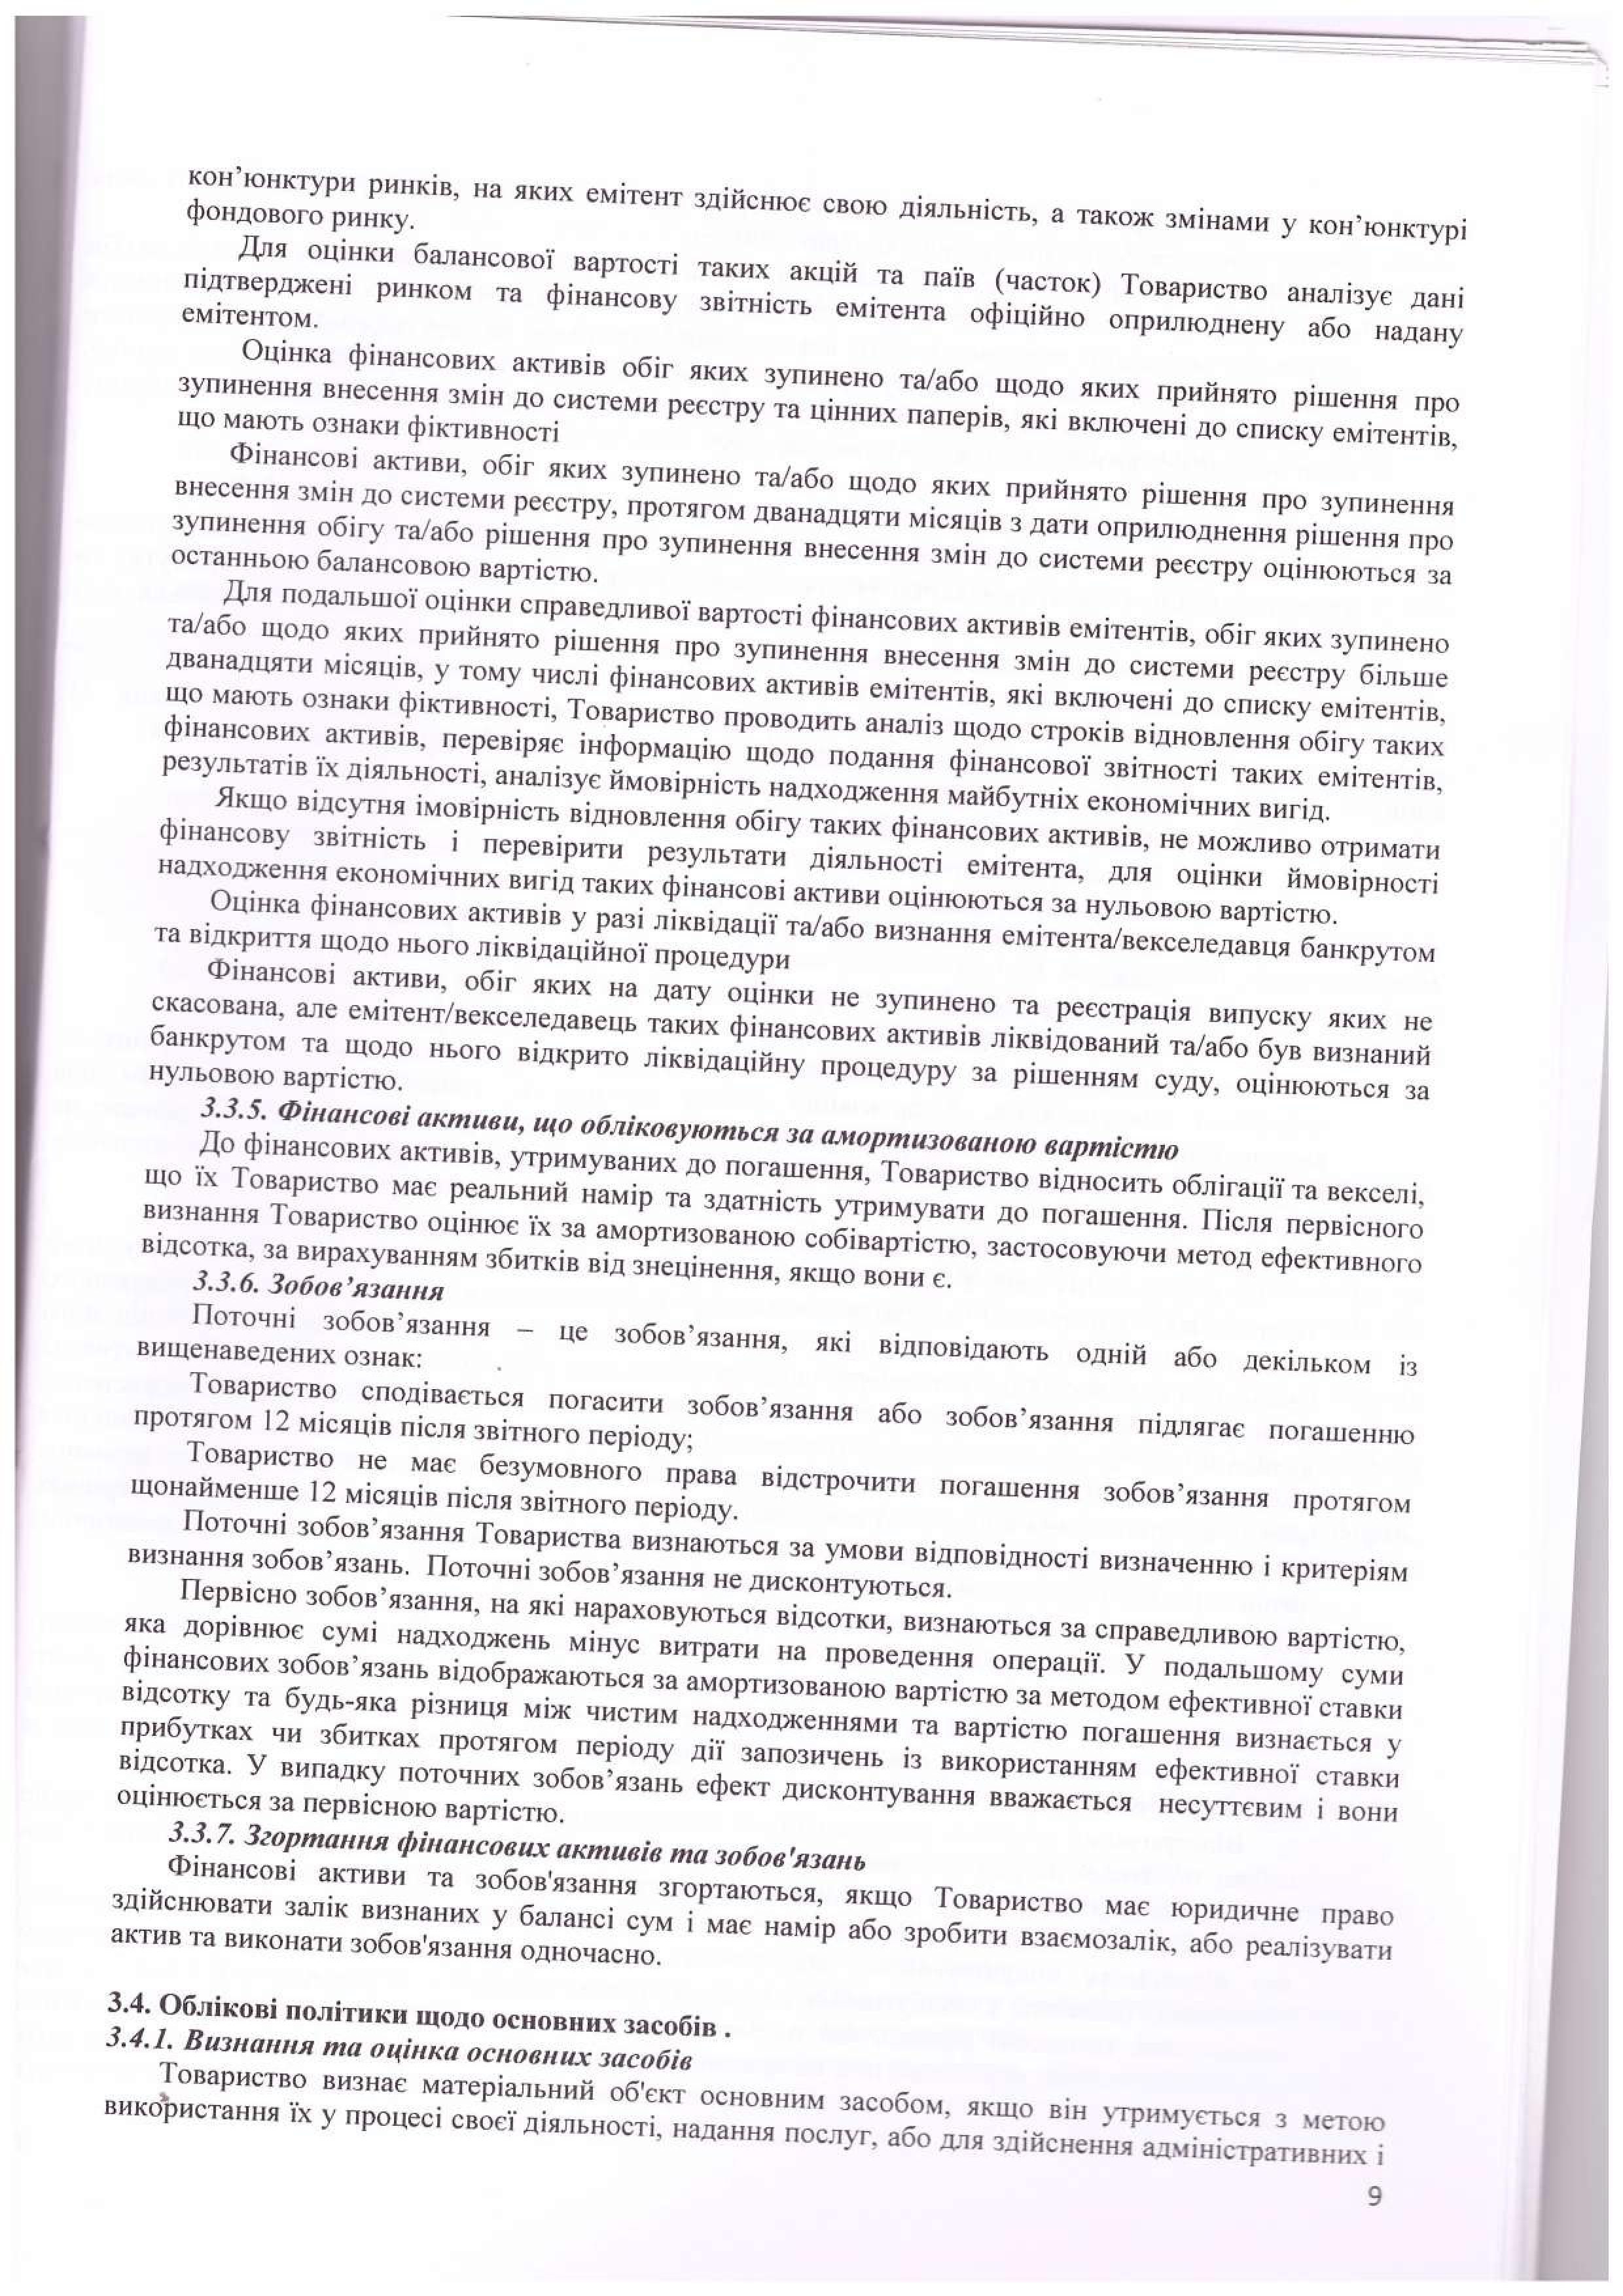 кон’юнктури ринків, на яких емітент здійснює свою діяльність, а також змінами у кон’юнктурі
фондового ринку.
Для оцінки балансової вартості таких акцій та паїв (часток) Товариство аналізує дані
підтверджені ринком та фінансову звітність емітента офіційно оприлюднену або надану
емітентом.
Оцінка фінансових активів обіг яких зупинено та/або щодо яких прийнято рішення про
зупинення внесення змін до системи реєстру та цінних паперів, які включені до списку емітентів,
що мають ознаки фіктивності
Фінансові активи, обіг яких зупинено та/або щодо яких прийнято рішення про зупинення
внесення змін до системи реєстру, протягом дванадцяти місяців з дати оприлюднення рішення про
зупинення обігу та/або рішення про зупинення внесення змін до системи реєстру оцінюються за
останньою балансовою вартістю.
Для подальшої оцінки справедливої вартості фінансових активів емітентів, обіг яких зупинено
та/або щодо яких прийнято рішення про зупинення внесення змін до системи реєстру більше
дванадцяти місяців, у тому числі фінансових активів емітентів, які включені до списку емітентів,
що мають ознаки фіктивності, Товариство проводить аналіз щодо строків відновлення обігу таких
фінансових активів, перевіряє інформацію щодо подання фінансової звітності таких емітентів,
результатів їх діяльності, аналізує ймовірність надходження майбутніх економічних вигід.
Якщо відсутня імовірність відновлення обігу таких фінансових активів, не можливо отримати
фінансову звітність і перевірити результати діяльності емітента, для оцінки ймовірності
надходження економічних вигід таких фінансові активи оцінюються за нульовою вартістю.
Оцінка фінансових активів у разі ліквідації та/або визнання емітента/векселедавця банкрутом
та відкриття щодо нього ліквідаційної процедури
Фінансові активи, обіг яких на дату оцінки не зупинено та реєстрація випуску яких не
скасована, але емітент/векселедавець таких фінансових активів ліквідований та/або був визнаний
банкрутом та щодо нього відкрито ліквідаційну процедуру за рішенням суду, оцінюються за
нульовою вартістю.
3.3.5. Фінансові активи, що обліковуються за амортизованою вартістю
До фінансових активів, утримуваних до погашення, Товариство відносить облігації та векселі,
що їх Товариство має реальний намір та здатність утримувати до погашення. Після первісного
визнання Товариство оцінює їх за амортизованою собівартістю, застосовуючи метод ефективного
відсотка, за вирахуванням збитків від знецінення, якщо вони є.
3.3.6. Зобов’язання
Поточні зобов’язання – це зобов’язання, які відповідають одній або декільком із
вищенаведених ознак:
Товариство сподівається погасити зобов’язання або зобов’язання підлягає погашенню
протягом 12 місяців після звітного періоду;
Товариство не має безумовного права відстрочити погашення зобов’язання протягом
щонайменше 12 місяців після звітного періоду.
Поточні зобов’язання Товариства визнаються за умови відповідності визначенню і критеріям
визнання зобов’язань. Поточні зобов’язання не дисконтуються.
Первісно зобов’язання, на які нараховуються відсотки, визнаються за справедливою вартістю,
яка дорівнює сумі надходжень мінус витрати на проведення операції. У подальшому суми
фінансових зобов’язань відображаються за амортизованою вартістю за методом ефективної ставки
відсотку та будь-яка різниця між чистим надходженнями та вартістю погашення визнається у
прибутках чи збитках протягом періоду дії запозичень із використанням ефективної ставки
відсотка. У випадку поточних зобов’язань ефект дисконтування вважається несуттєвим і вони
оцінюється за первісною вартістю.
3.3.7. Згортання фінансових активів та зобов'язань
Фінансові активи та зобов'язання згортаються, якщо Товариство має юридичне право
здійснювати залік визнаних у балансі сум і має намір або зробити взаємозалік, або реалізувати
актив та виконати зобов'язання одночасно.
3.4. Облікові політики щодо основних засобів .
3.4.1. Визнання та оцінка основних засобів
Товариство визнає матеріальний об'єкт основним засобом, якщо він утримується з метою
використання їх у процесі своєї діяльності, надання послуг, або для здійснення адміністративних і
9